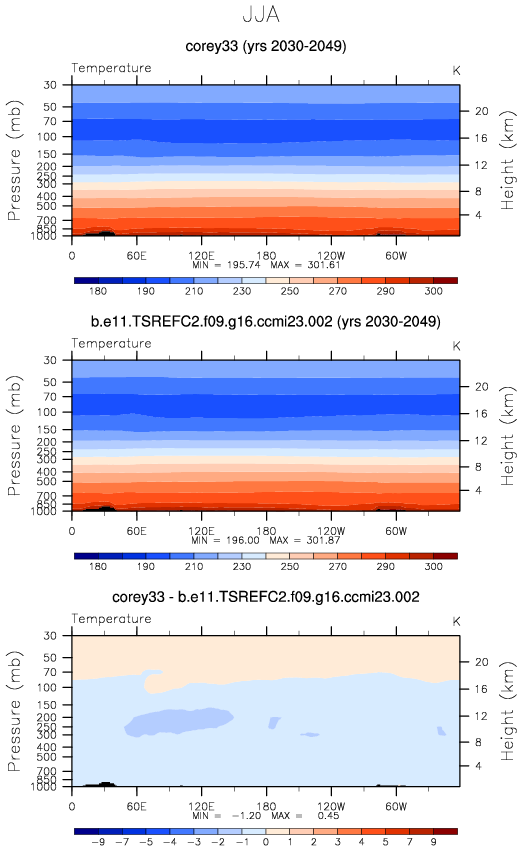 JJA
corey33 (yrs 2030-2049)
Temperature K
30
50
70
100
150
200
250
300
400
500
700
850
1000
Pressure (mb)
20
16
12
8
4
Height (km)
0 60E 120E 180 120W 60W
MIN = 195.74 MAX = 301.61
180 190 210 230 250 270 290 300
b.e11.TSREFC2.f09.g16.ccmi23.002 (yrs 2030-2049)
Temperature K
30
50
70
100
150
200
250
300
400
500
700
850
1000
Pressure (mb)
20
16
12
8
4
Height (km)
0 60E 120E 180 120W 60W
MIN = 196.00 MAX = 301.87
180 190 210 230 250 270 290 300
corey33 - b.e11.TSREFC2.f09.g16.ccmi23.002
Temperature K
30
50
70
100
150
200
250
300
400
500
700
850
1000
Pressure (mb)
20
16
12
8
4
Height (km)
0 60E 120E 180 120W 60W
MIN = -1.20 MAX = 0.45
-9 -7 -5 -4 -3 -2 -1 0 1 2 3 4 5 7 9